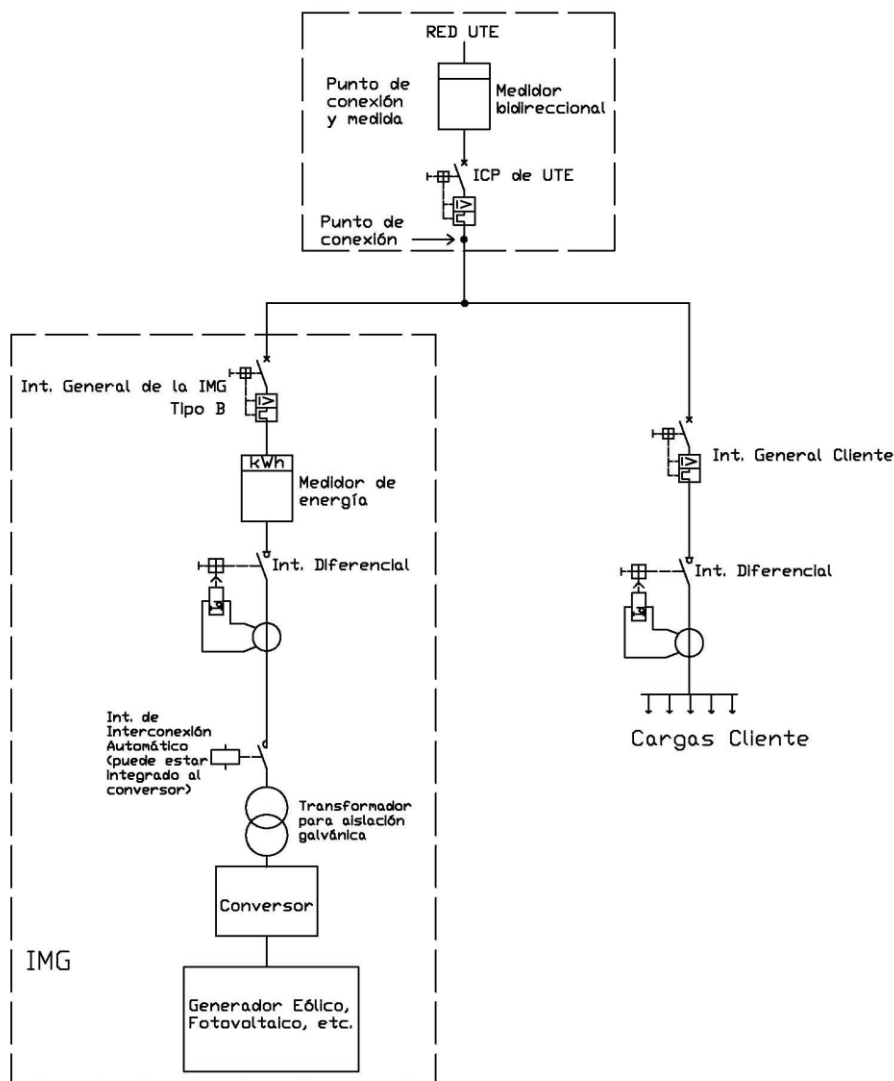 RED UTE
Punto de
conexión
y medida
Medidor
bidireccional
ICP de UTE
Punto de
conexión
Int. General de la IMG
Tipo B
kWh
Medidor de
energía
Int. Diferencial
Int. de
Interconexión
Automático
(puede estar
integrado al
conversor)
Transformador
para aislación
galvánica
Conversor
IMG
Generador Eólico,
Fotovoltaico, etc.
Int. General Cliente
Int. Diferencial
Cargas Cliente